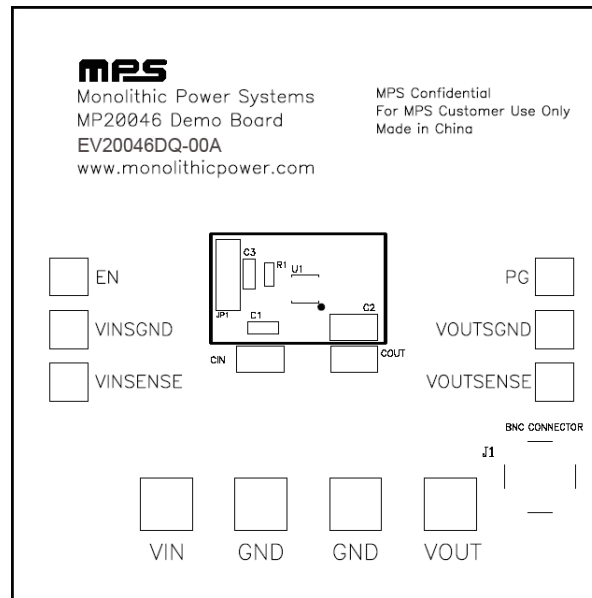 mps
Monolithic Power Systems
MP20046 Demo Board
EV20046DQ-00A
www.monolithicpower.com
MPS Confidential
For MPS Customer Use Only
Made in China
C3
R1
U1
JP1
C1
C2
CIN
COUT
EN
VINSGND
VINSENSE
PG
VOUTSGND
VOUTSENSE
BNC CONNECTOR
J1
VIN
GND
GND
VOUT